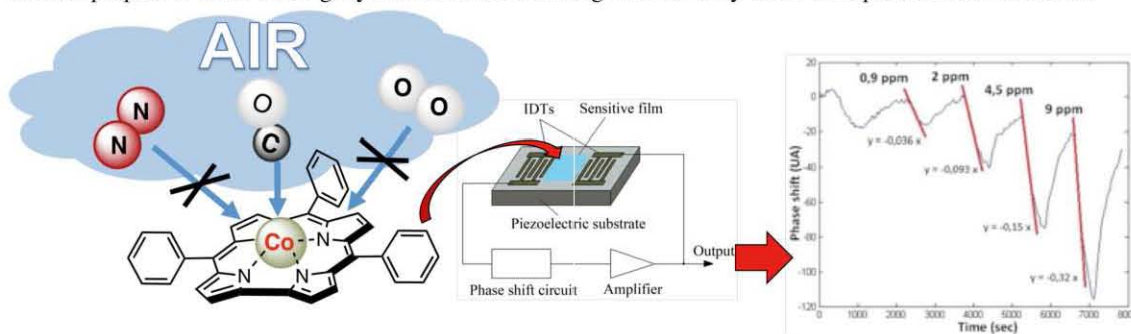 AIR
N
N
O
C
O
O
Co
N
N
N
IDTs
Sensitive film
Piezoelectric substrate
Output
Phase shift circuit
Amplifier
20
0
-20
-40
-60
-80
-100
-120
0
1000
2000
3000
4000
5000
6000
7000
800
Phase shift (UA)
Time (sec)
0,9 ppm
2 ppm
4,5 ppm
9 ppm
y = -0,036 x
y = -0,093 x
y = -0,15 x
y = -0,32 x